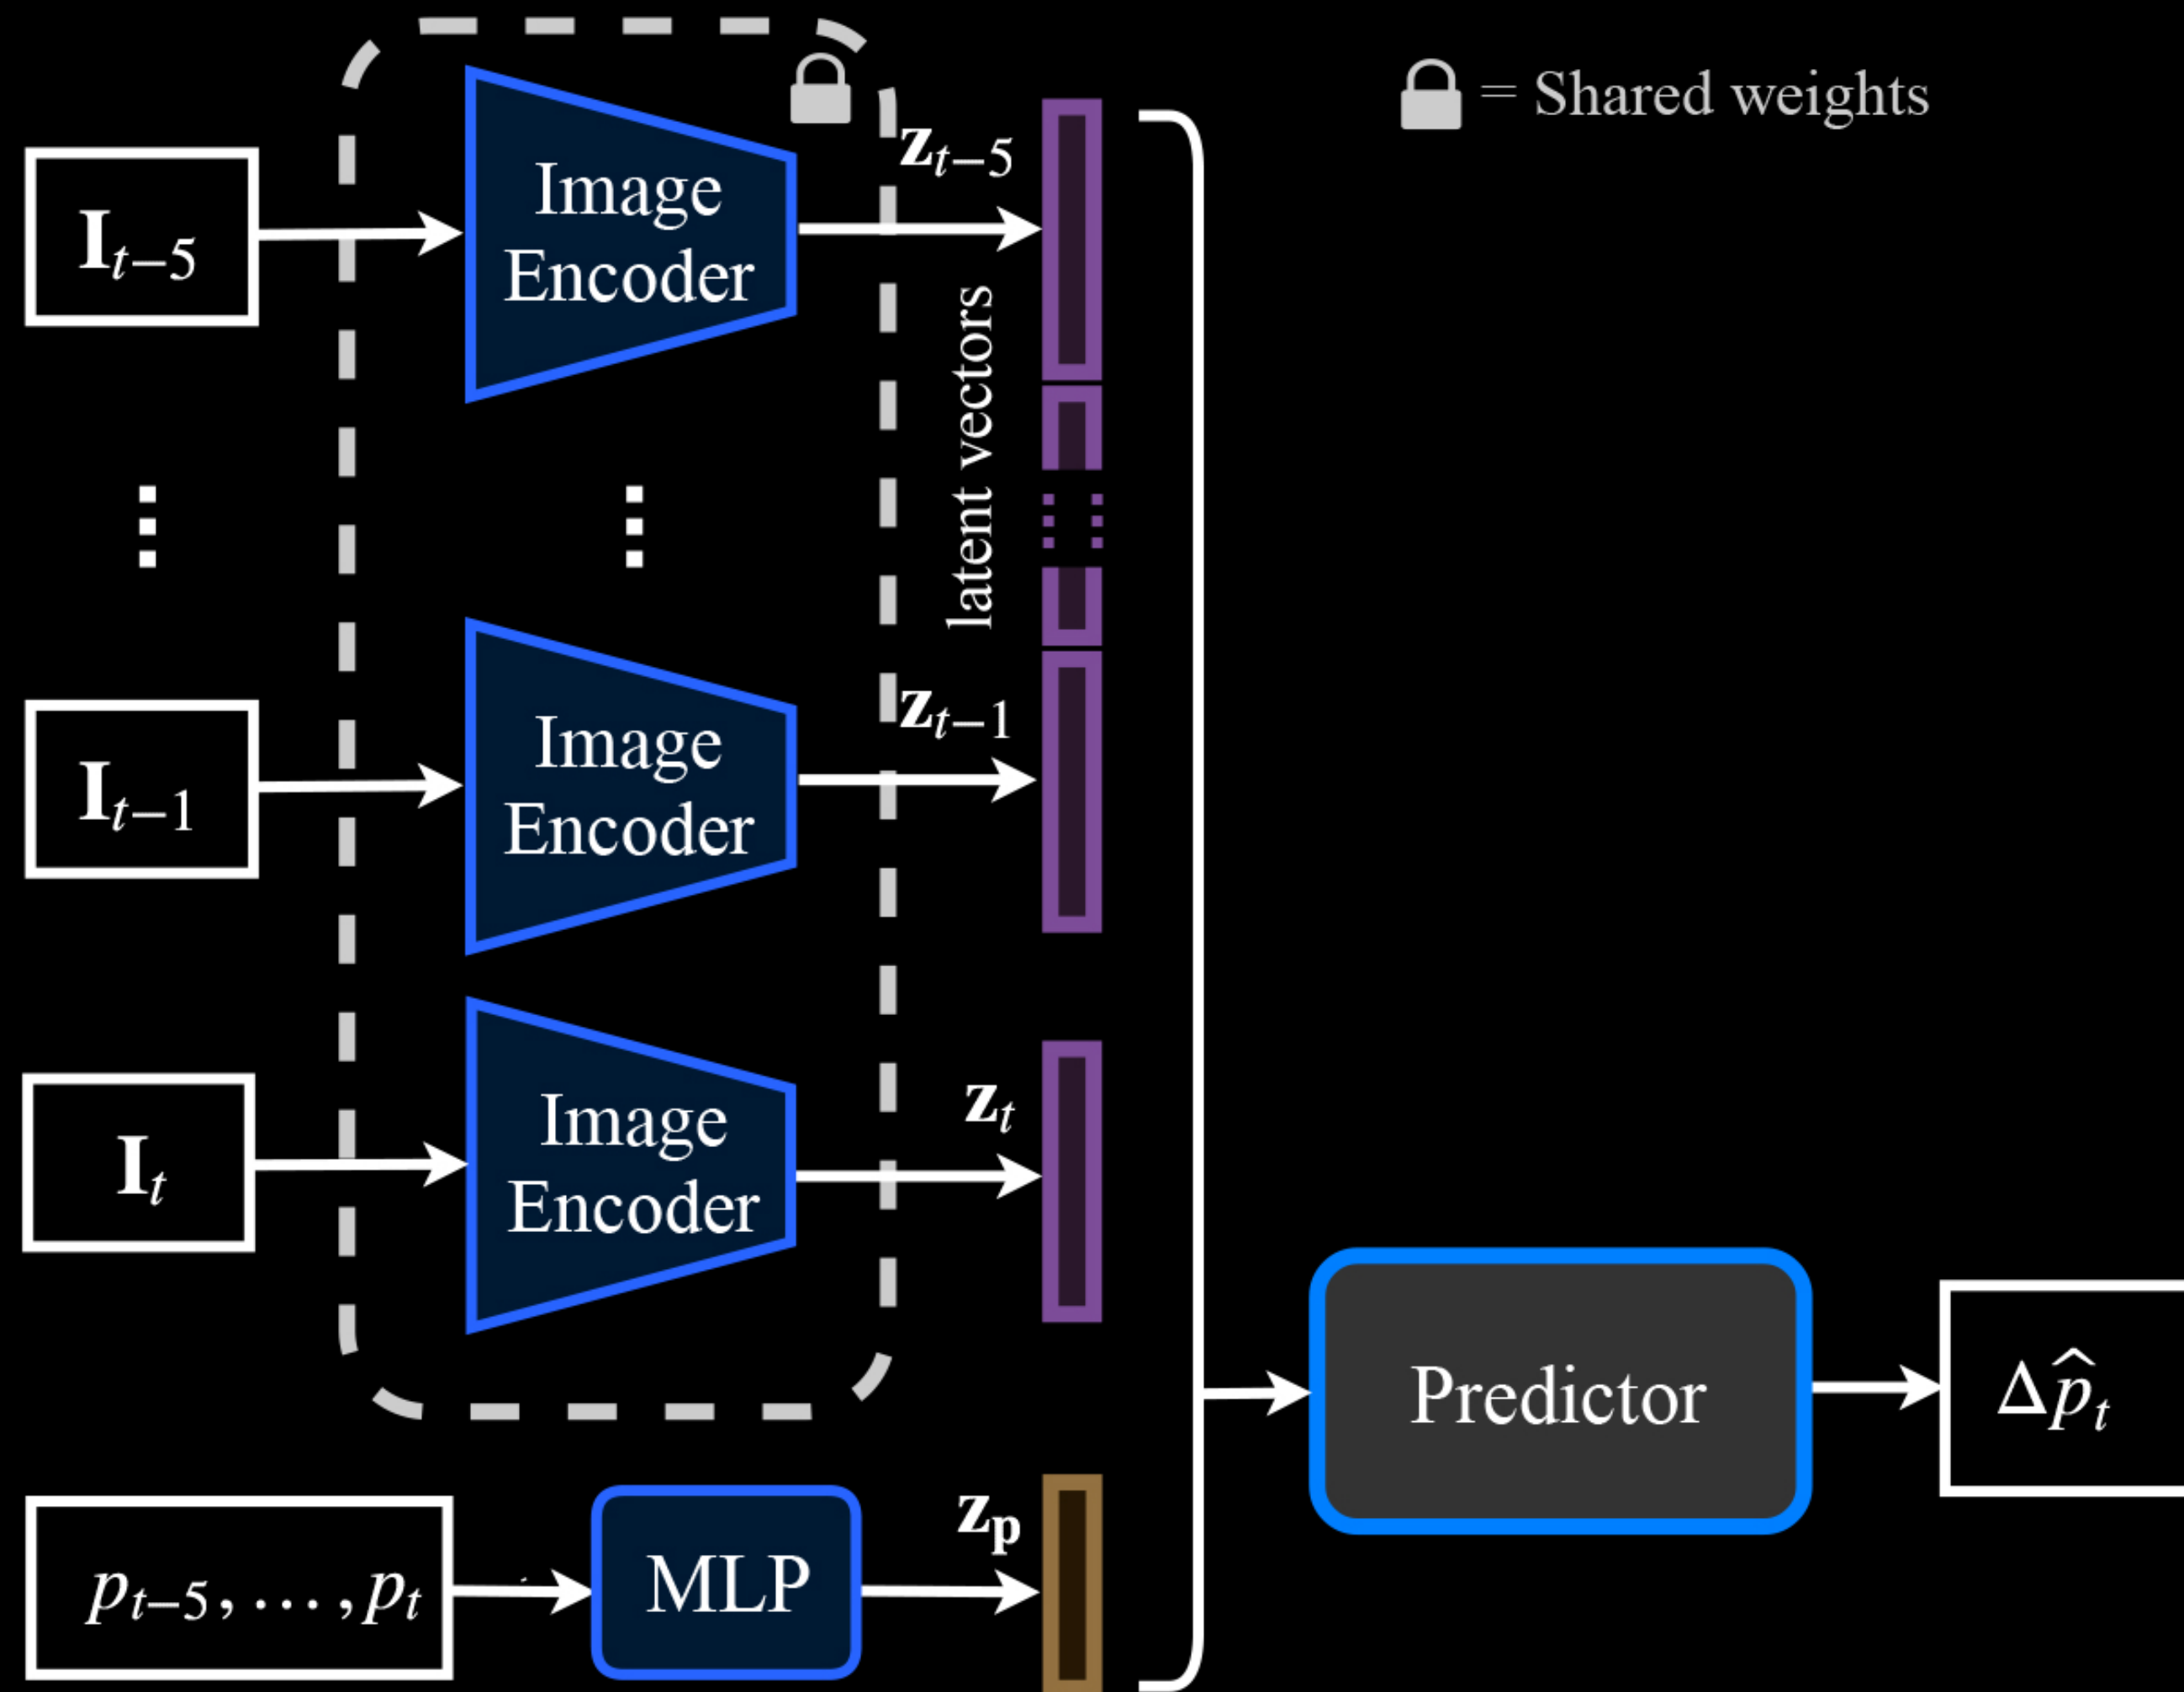 = Shared weights
I_{t−5}
Image
Encoder
z_{t−5}
latent vectors
I_{t−1}
Image
Encoder
z_{t−1}
I_t
Image
Encoder
z_t
p_{t−5}, ..., p_t
MLP
z_p
Predictor
Δ\hat{p}_t